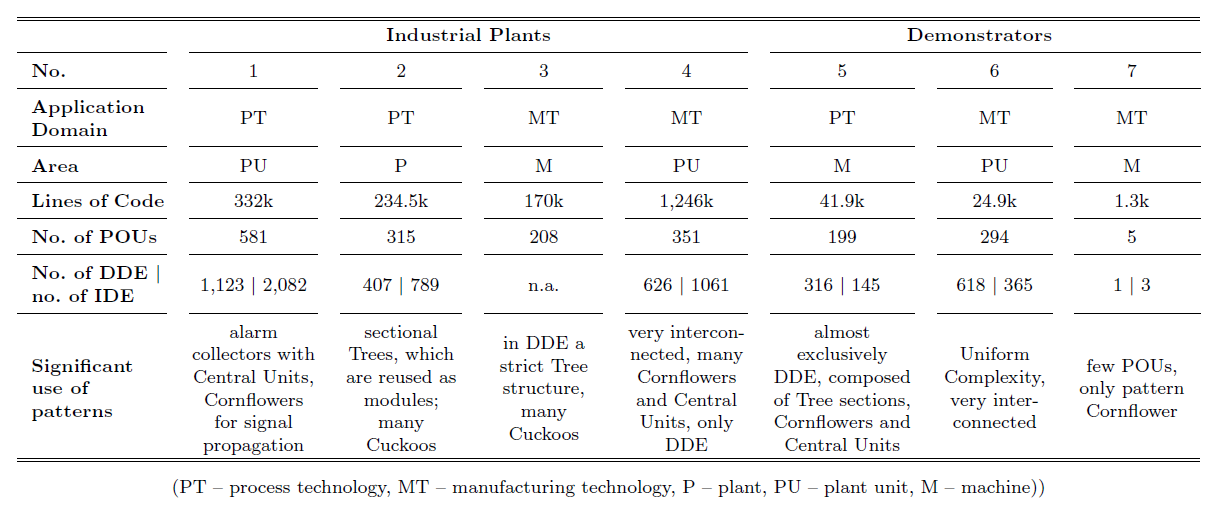 Industrial Plants Demonstrators
No. 1 2 3 4 5 6 7
Application Domain PT PT MT MT PT MT MT
Area PU P M PU M PU M
Lines of Code 332k 234.5k 170k 1,246k 41.9k 24.9k 1.3k
No. of POUs 581 315 208 351 199 294 5
No. of DDE | no. of IDE 1,123 | 2,082 407 | 789 n.a. 626 | 1061 316 | 145 618 | 365 1 | 3
Significant
use of
patterns
alarm
collectors with
Central Units,
Cornflowers
for signal
propagation
sectional
Trees, which
are reused as
modules;
many
Cuckoos
in DDE a
strict Tree
structure,
many
Cuckoos
very intercon-
nected, many
Cornflowers
and Central
Units, only
DDE
almost
exclusively
DDE, composed
of Tree sections,
Cornflowers and
Central Units
Uniform
Complexity,
very inter-
connected
few POUs,
only pattern
Cornflower
(PT – process technology, MT – manufacturing technology, P – plant, PU – plant unit, M – machine))